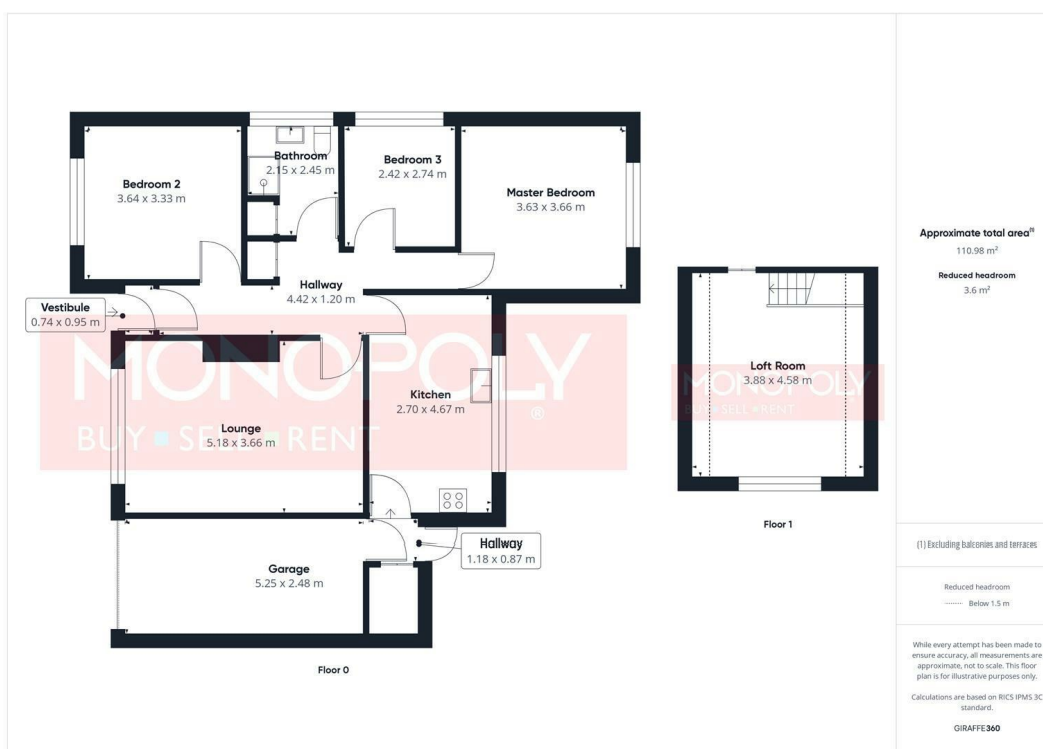 Bedroom 2
3.64 x 3.33 m
Bathroom
2.15 x 2.45 m
Bedroom 3
2.42 x 2.74 m
Master Bedroom
3.63 x 3.66 m
Hallway
4.42 x 1.20 m
Vestibule
0.74 x 0.95 m
MONOPOLY
BUY SELL RENT
®
Kitchen
2.70 x 4.67 m
Lounge
5.18 x 3.66 m
Hallway
1.18 x 0.87 m
Garage
5.25 x 2.48 m
Floor 0
Loft Room
3.88 x 4.58 m
MONOPOLY
BUY SELL RENT
Floor 1
Approximate total area(1)
110.98 m²
Reduced headroom
3.6 m²
(1) Excluding balconies and terraces
Reduced headroom
Below 1.5 m
While every attempt has been made to
ensure accuracy, all measurements are
approximate, not to scale. This floor
plan is for illustrative purposes only.
Calculations are based on RICS IPMS 3C
standard.
GIRAFFE360